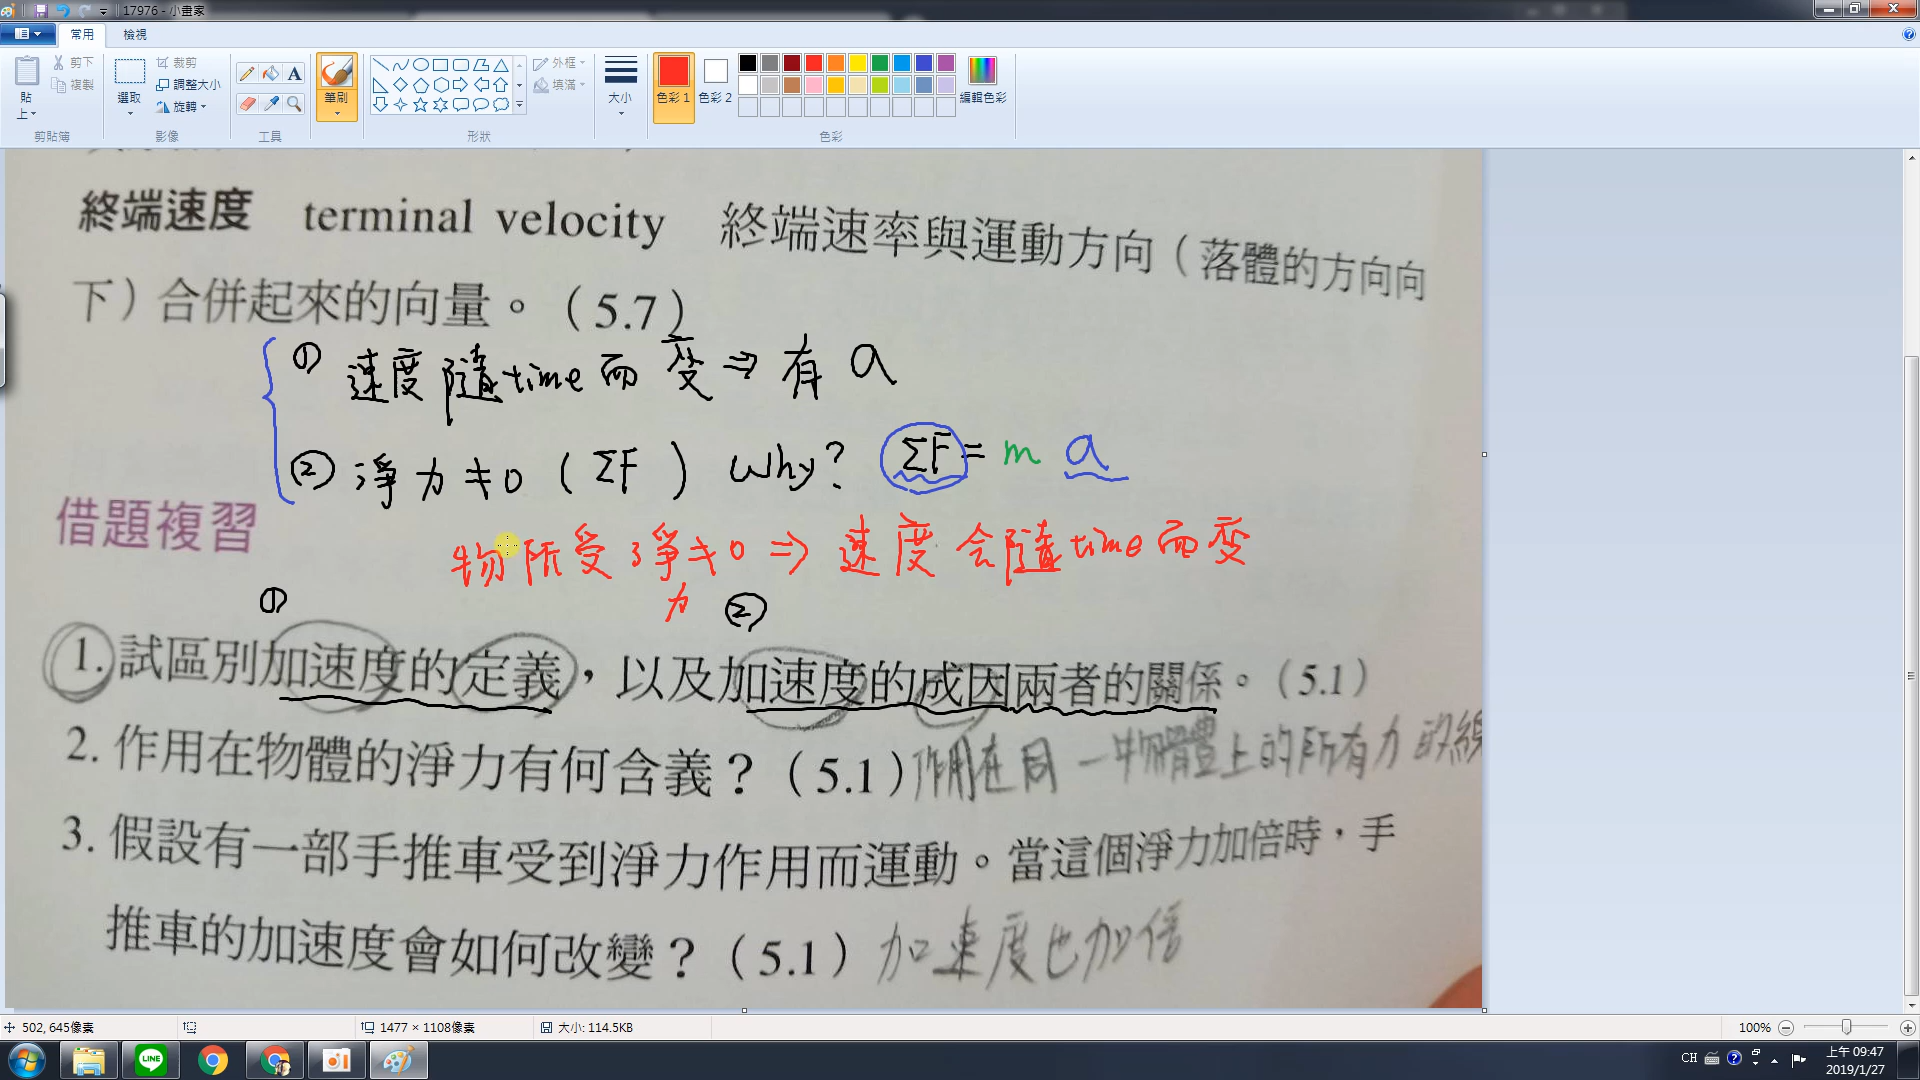 17976 - 小畫家
常用 檢視
貼上 剪下 複製 剪貼簿
選取 裁剪 調整大小 旋轉 影像
工具
筆刷
外框 填滿 形狀
大小
色彩 1 色彩 2 編輯色彩 色彩
終端速度 terminal velocity 終端速率與運動方向（落體的方向向
下）合併起來的向量。（5.7）
① 速度隨time而变⇒有 a
② 淨力≠0 (ΣF) Why? ΣF = m a
借題複習
物所受淨力≠0 ⇒ 速度会隨time而变
① ②
1. 試區別加速度的定義，以及加速度的成因兩者的關係。（5.1）
2. 作用在物體的淨力有何含義？（5.1）作用在同一物體上的所有力的
3. 假設有一部手推車受到淨力作用而運動。當這個淨力加倍時，手
推車的加速度會如何改變？（5.1）加速度也加倍
502, 645像素 1477 × 1108像素 大小: 114.5KB 100%
LINE
CH 上午 09:47
2019/1/27